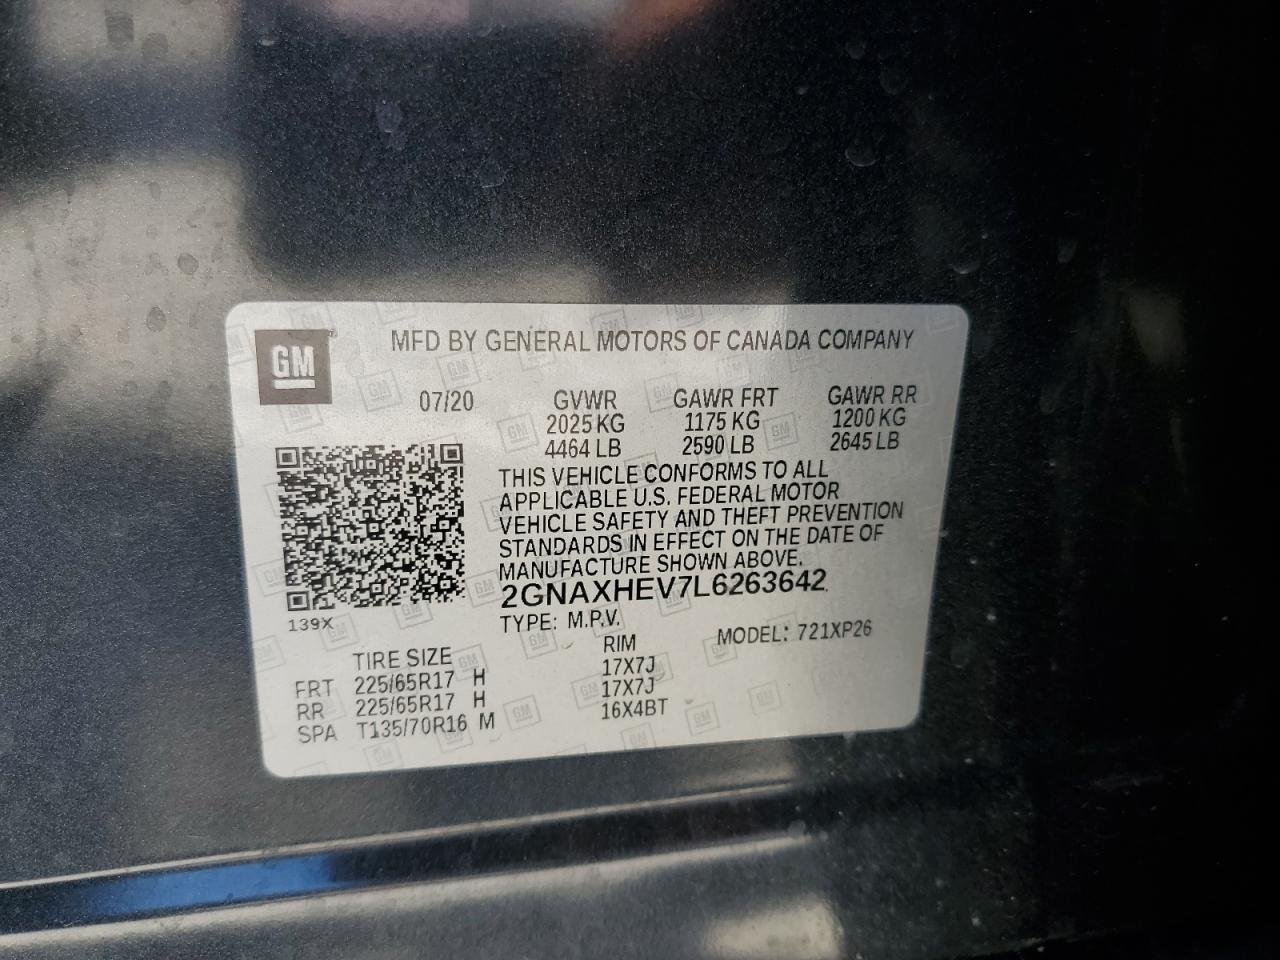 GM
MFD BY GENERAL MOTORS OF CANADA COMPANY
07/20 GVWR GAWR FRT GAWR RR
2025 KG 1175 KG 1200 KG
4464 LB 2590 LB 2645 LB
THIS VEHICLE CONFORMS TO ALL
APPLICABLE U.S. FEDERAL MOTOR
VEHICLE SAFETY AND THEFT PREVENTION
STANDARDS IN EFFECT ON THE DATE OF
MANUFACTURE SHOWN ABOVE.
2GNAXHEV7L6263642
139X
TYPE: M.P.V. MODEL: 721XP26
TIRE SIZE RIM
FRT 225/65R17 H 17X7J
RR 225/65R17 H 17X7J
SPA T135/70R16 M 16X4BT